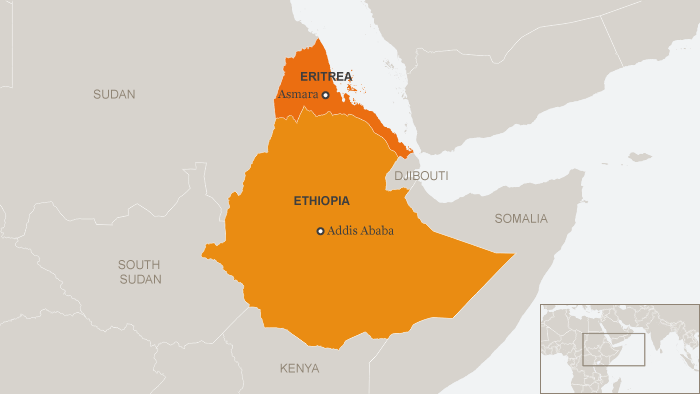 ERITREA
Asmara
SUDAN
DJIBOUTI
ETHIOPIA
SOMALIA
Addis Ababa
SOUTH
SUDAN
KENYA